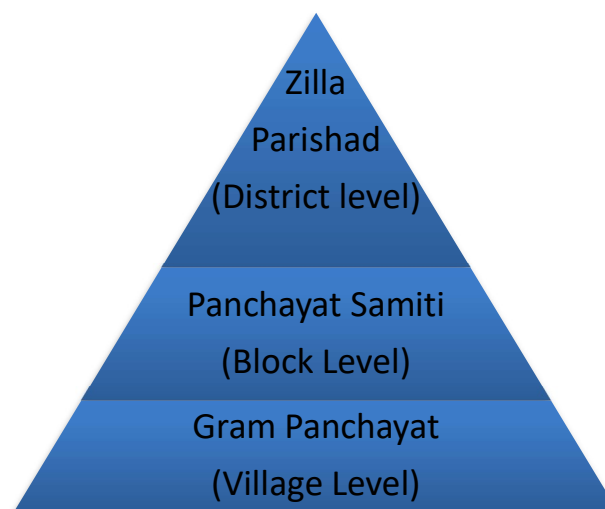 Zilla
Parishad
(District level)
Panchayat Samiti
(Block Level)
Gram Panchayat
(Village Level)